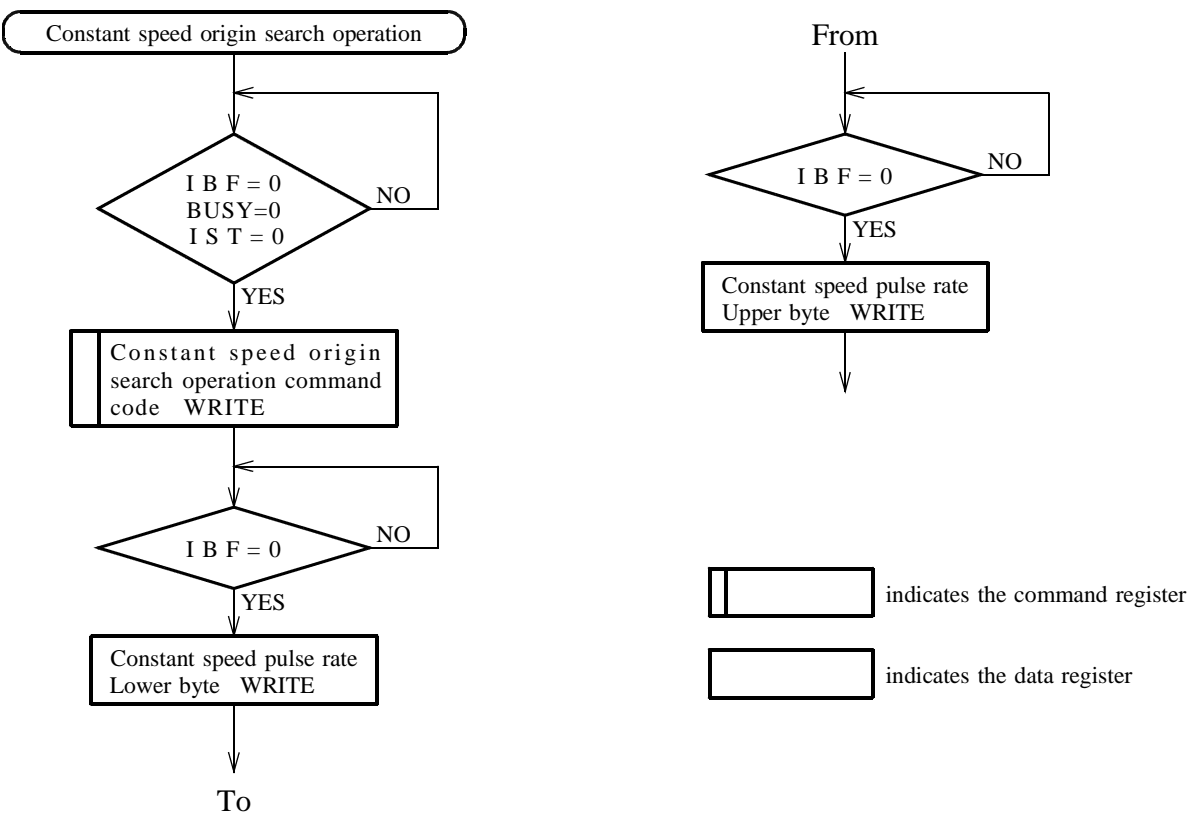 Constant speed origin search operation
I B F = 0
BUSY=0
I S T = 0
NO
YES
Constant speed origin
search operation command
code WRITE
I B F = 0
NO
YES
Constant speed pulse rate
Lower byte WRITE
To
From
I B F = 0
NO
YES
Constant speed pulse rate
Upper byte WRITE
indicates the command register
indicates the data register